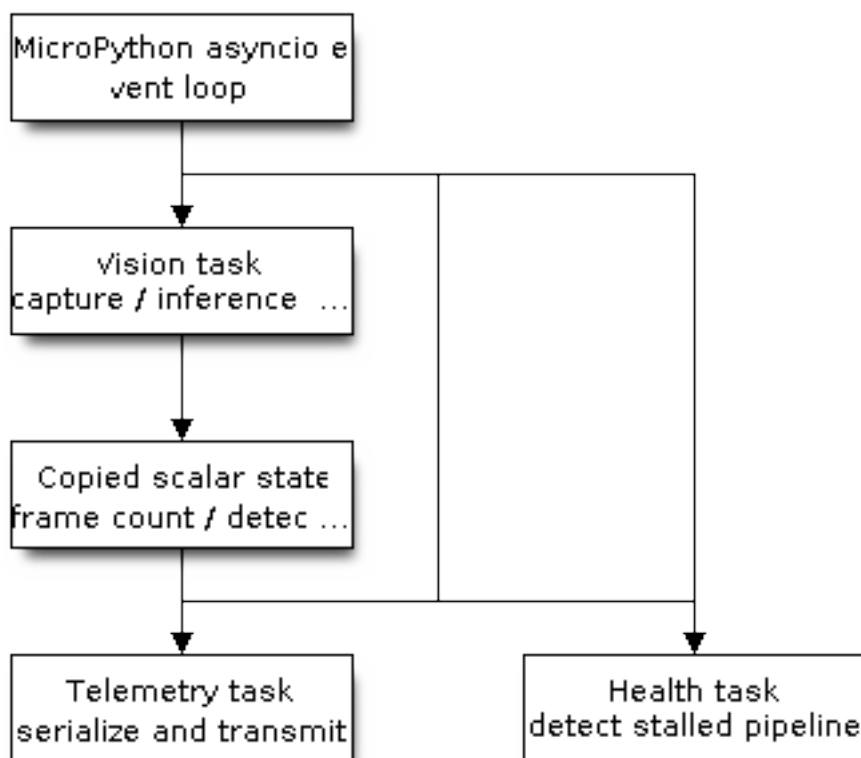 MicroPython asyncio e
vent loop
Vision task
capture / inference ...
Copied scalar state
frame count / detec ...
Telemetry task
serialize and transmit
Health task
detect stalled pipeline